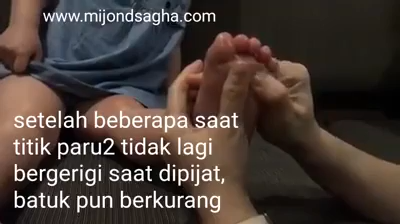 www.mijondsagha.com
setelah beberapa saat
titik paru2 tidak lagi
bergerigi saat dipijat,
batuk pun berkurang